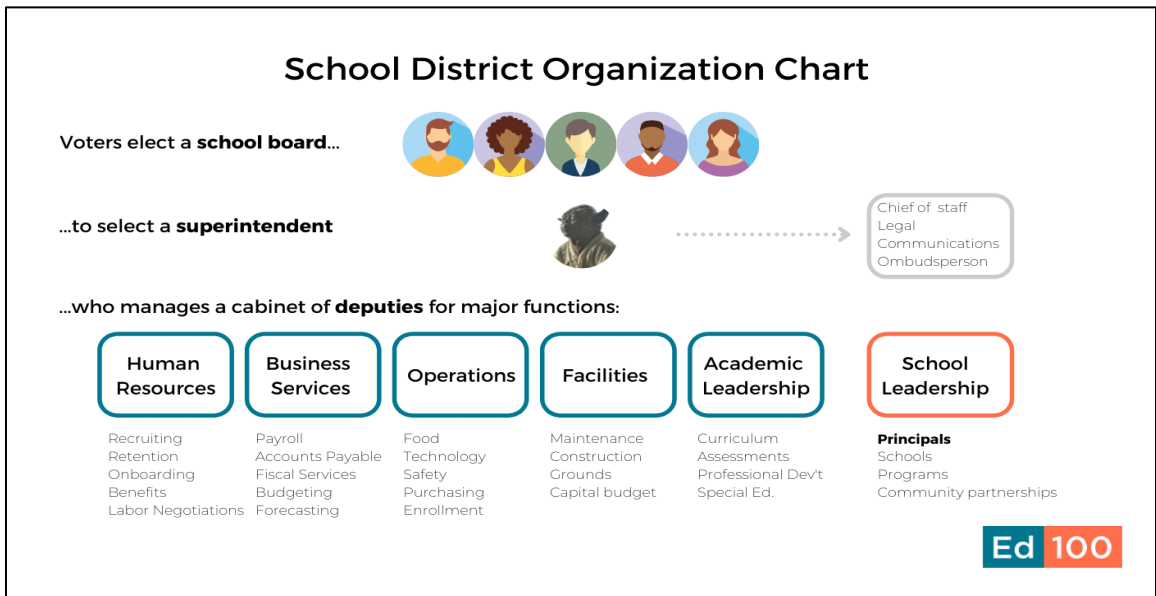 School District Organization Chart
Voters elect a school board...
...to select a superintendent
Chief of staff
Legal
Communications
Ombudsperson
...who manages a cabinet of deputies for major functions:
Human
Resources
Recruiting
Retention
Onboarding
Benefits
Labor Negotiations
Business
Services
Payroll
Accounts Payable
Fiscal Services
Budgeting
Forecasting
Operations
Food
Technology
Safety
Purchasing
Enrollment
Facilities
Maintenance
Construction
Grounds
Capital budget
Academic
Leadership
Curriculum
Assessments
Professional Dev't
Special Ed.
School
Leadership
Principals
Schools
Programs
Community partnerships
Ed 100